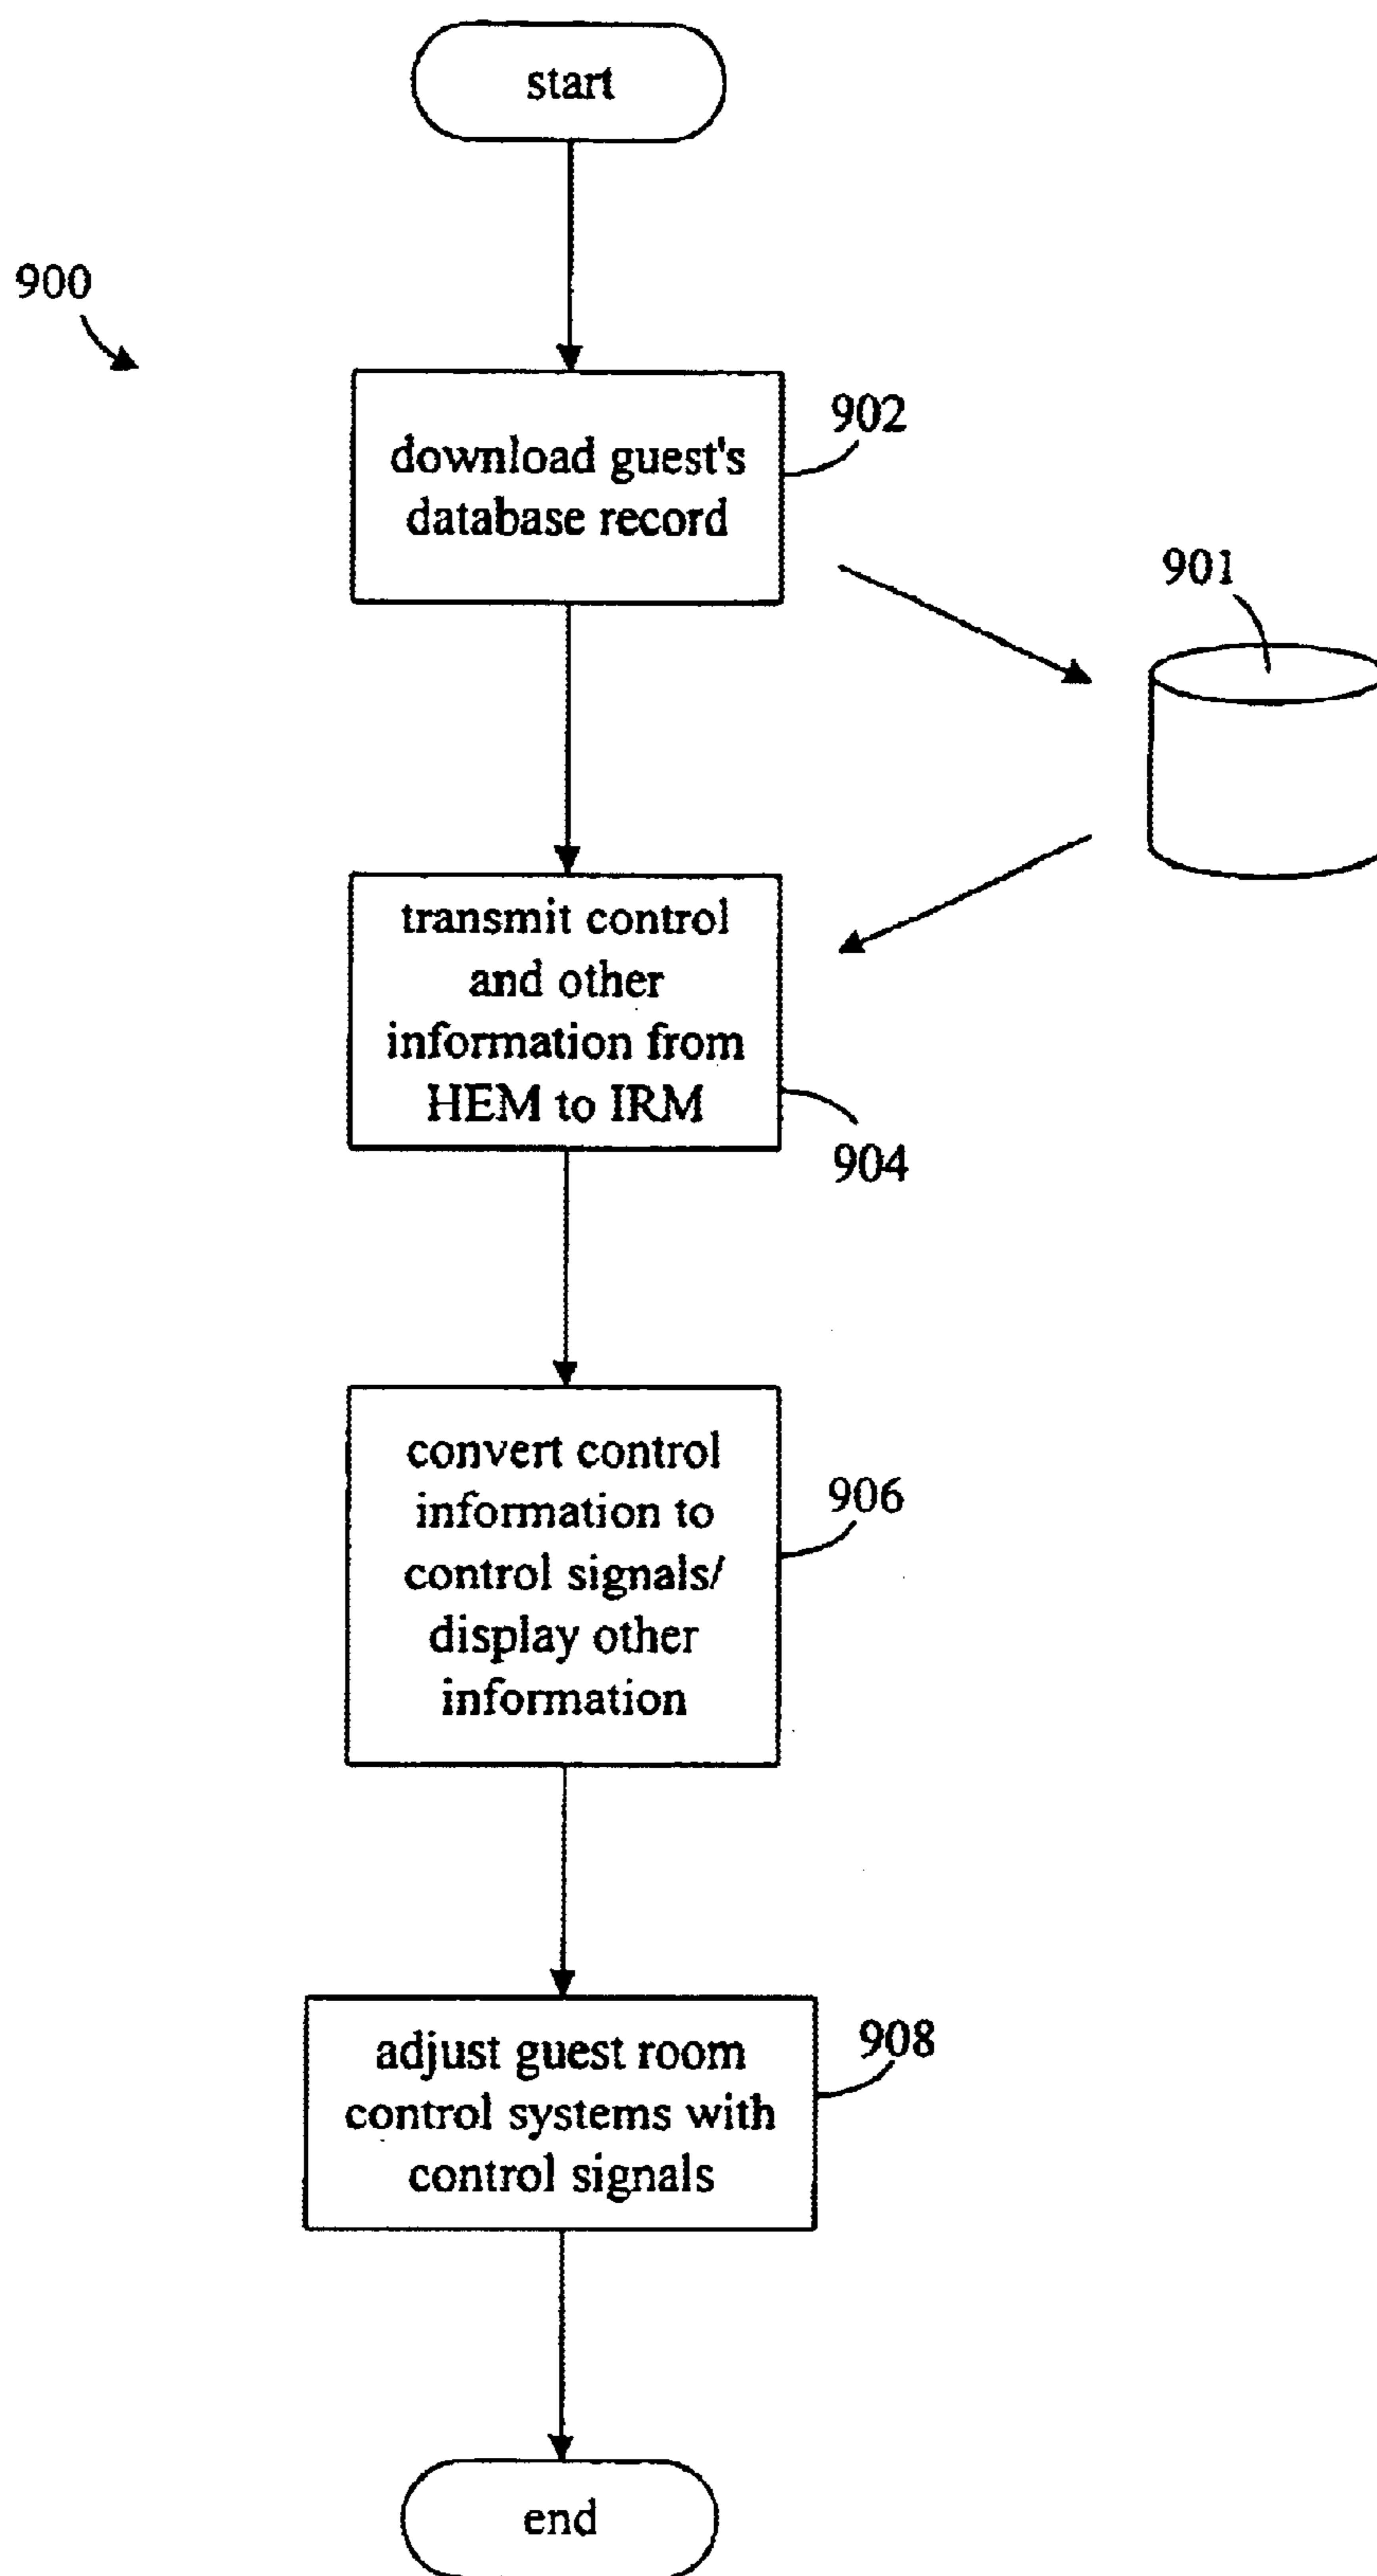 start
900
download guest's
database record
902
901
transmit control
and other
information from
HEM to IRM
904
convert control
information to
control signals/
display other
information
906
adjust guest room
control systems with
control signals
908
end